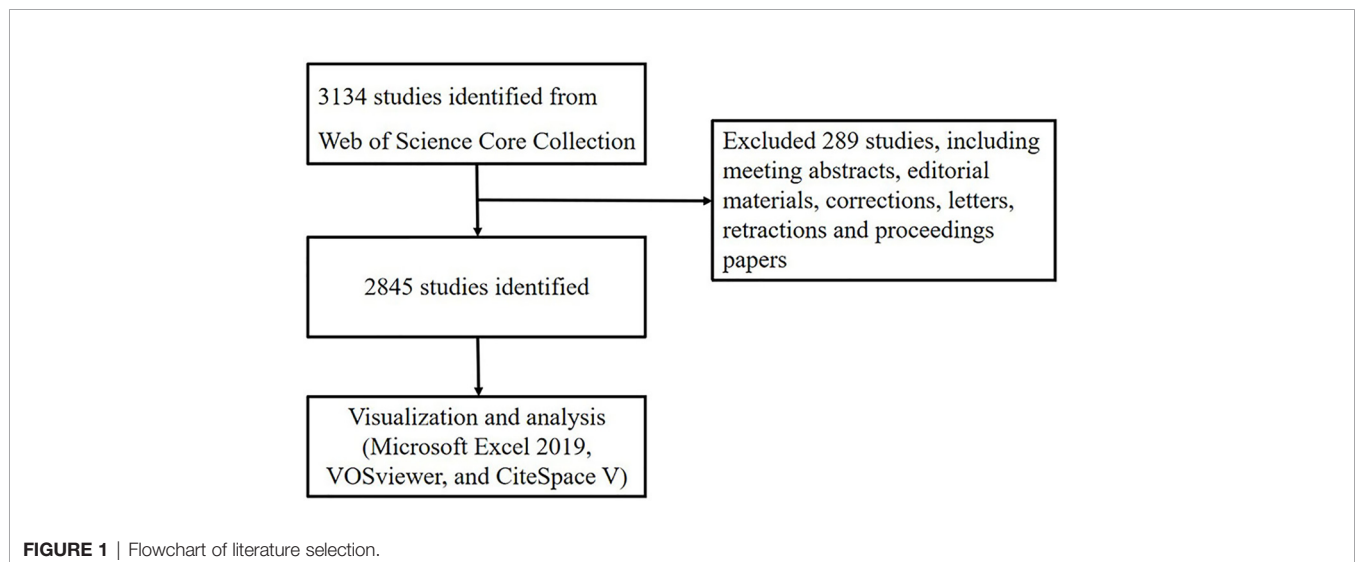 3134 studies identified from
Web of Science Core Collection
Excluded 289 studies, including
meeting abstracts, editorial
materials, corrections, letters,
retractions and proceedings
papers
2845 studies identified
Visualization and analysis
(Microsoft Excel 2019,
VOSviewer, and CiteSpace V)
FIGURE 1 | Flowchart of literature selection.